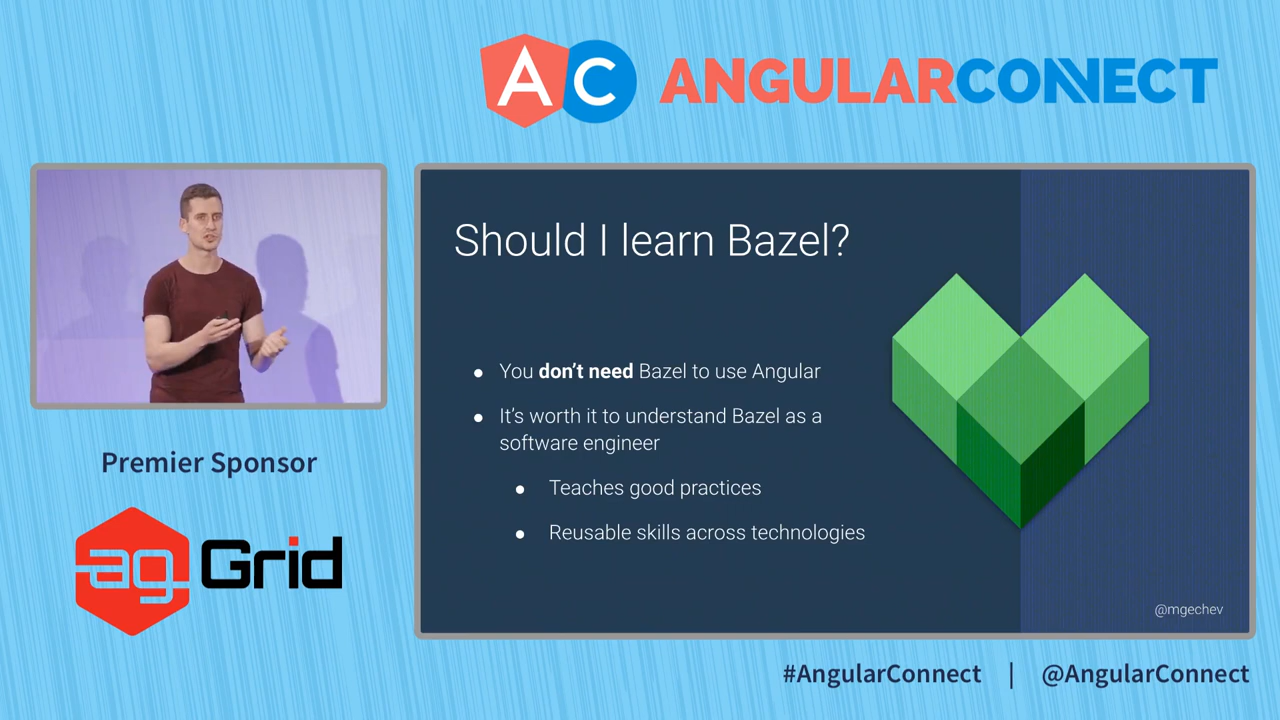 AC ANGULARCONNECT
Should I learn Bazel?
● You don’t need Bazel to use Angular
● It’s worth it to understand Bazel as a
software engineer
● Teaches good practices
● Reusable skills across technologies
@mgechev
Premier Sponsor
ag Grid
#AngularConnect | @AngularConnect